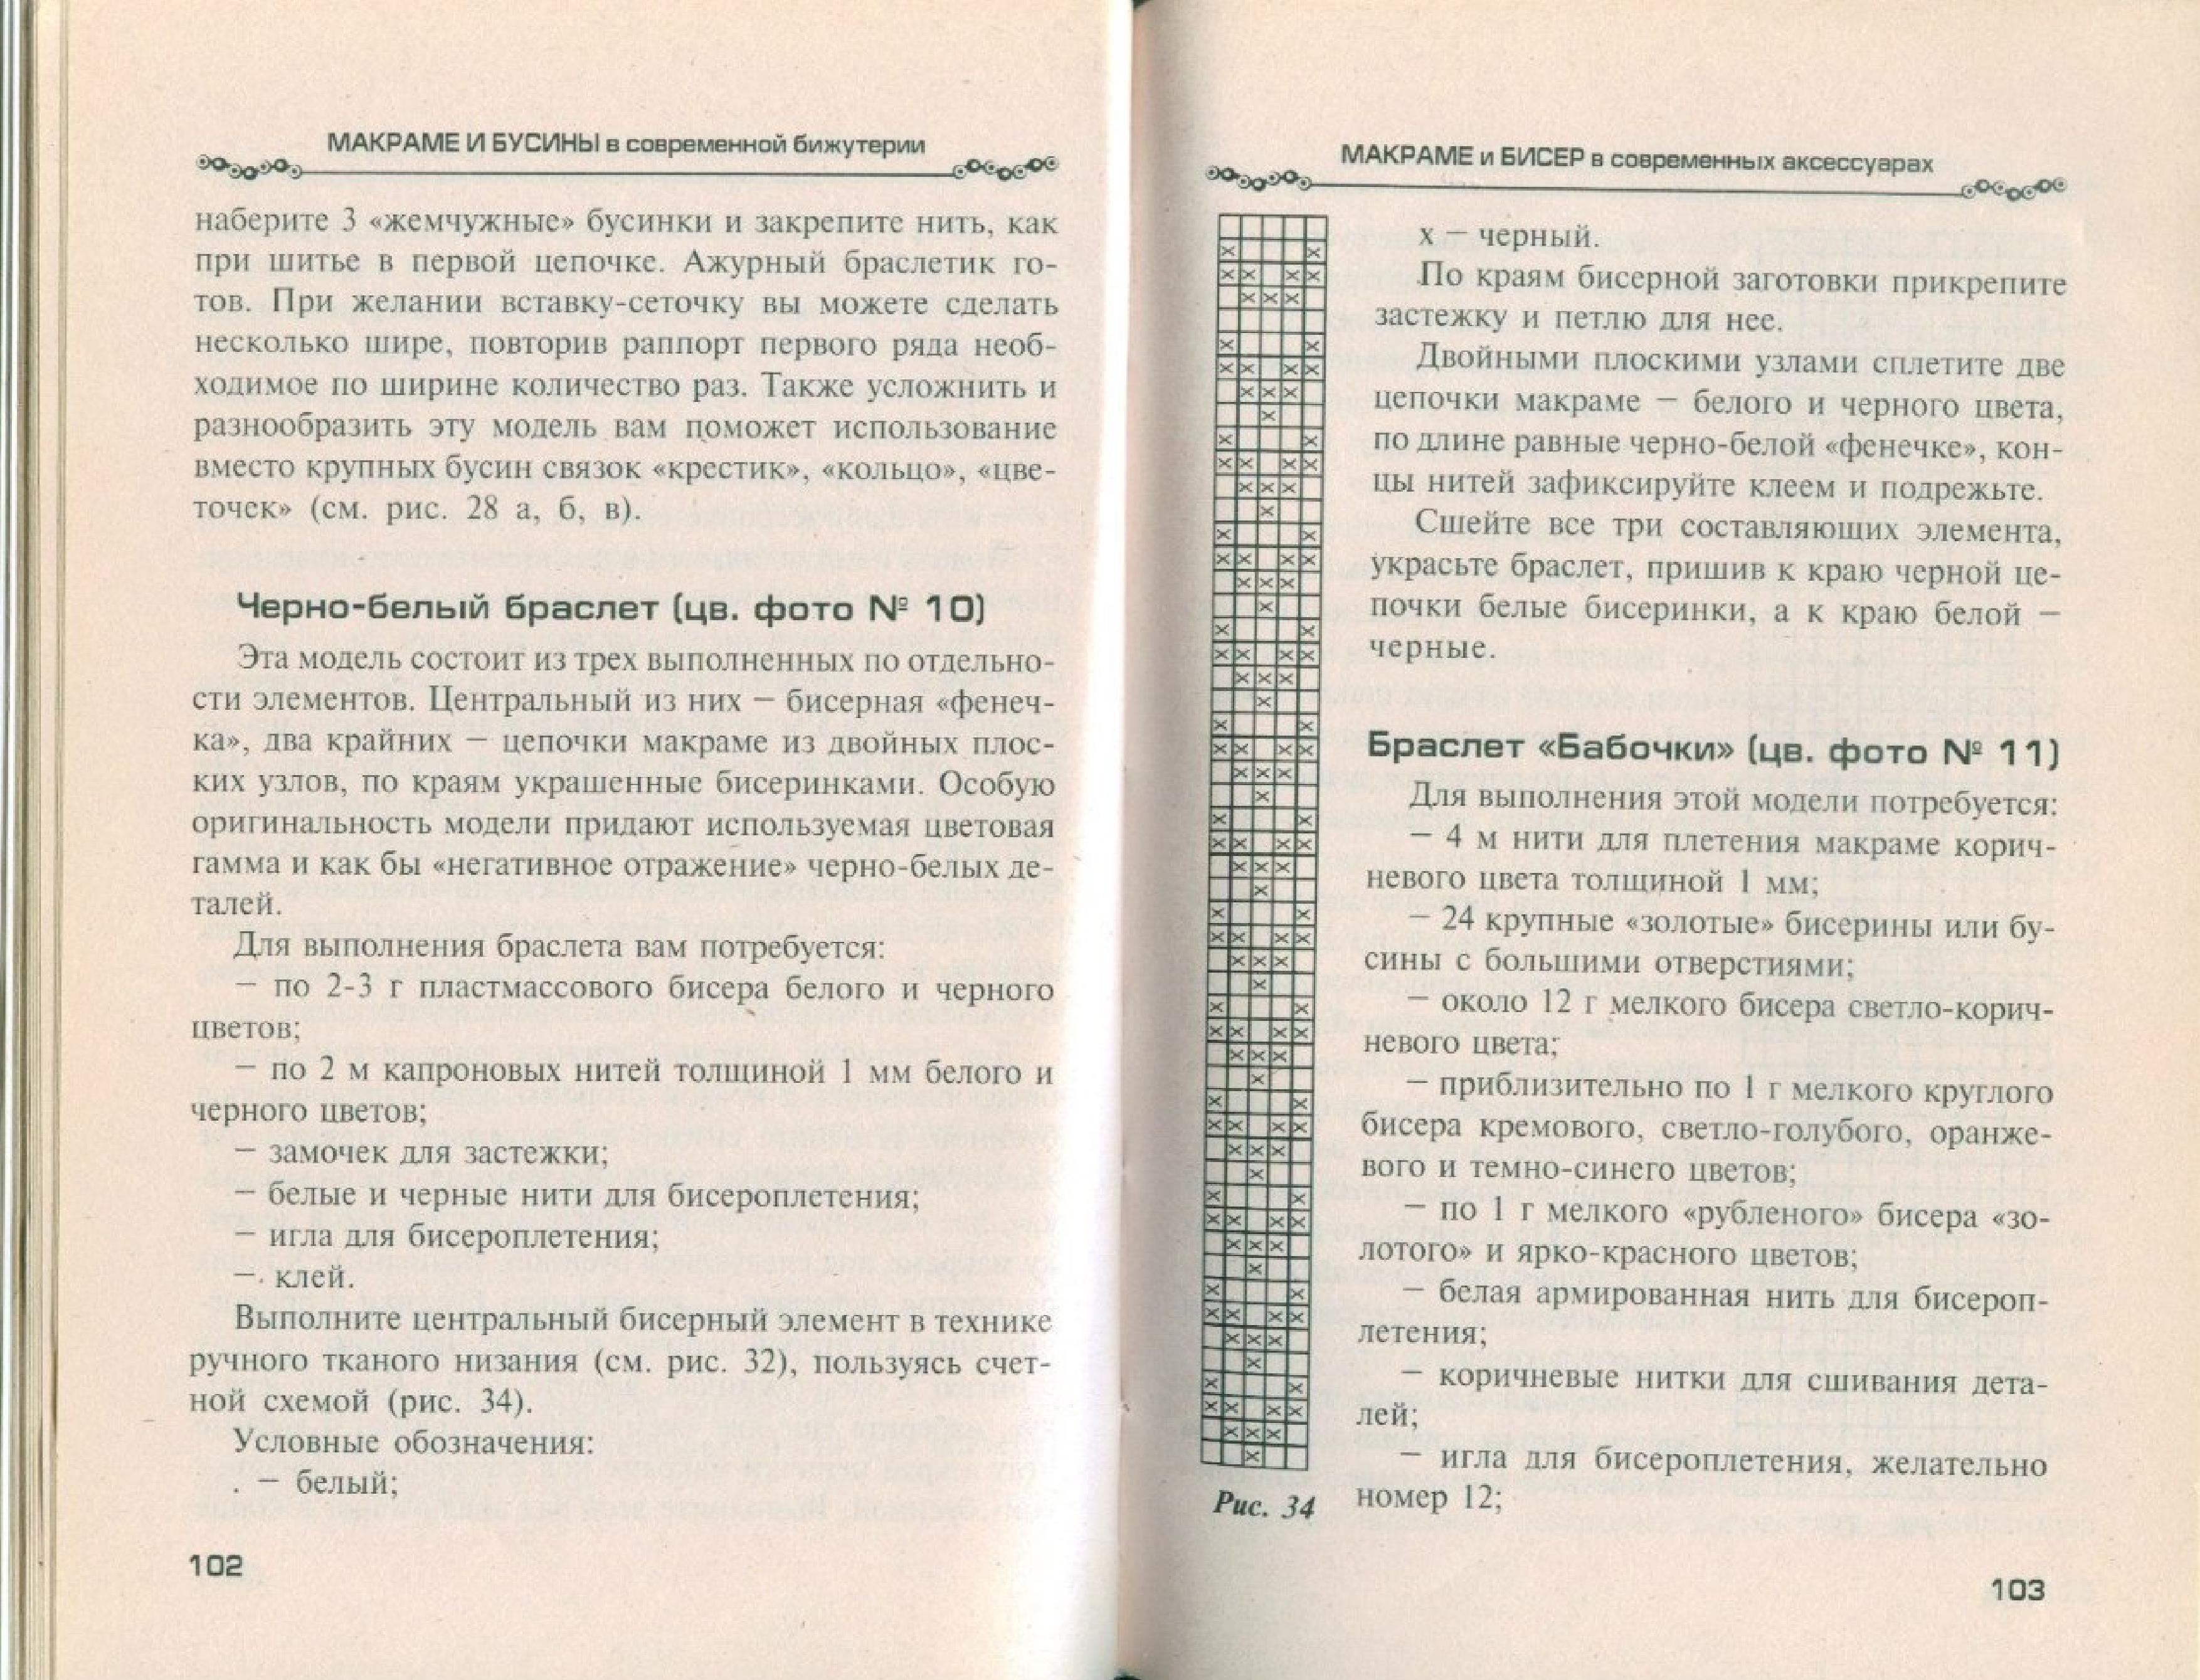 МАКРАМЕ И БУСИНЫ в современной бижутерии
наберите 3 «жемчужные» бусинки и закрепите нить, как
при шитье в первой цепочке. Ажурный браслетик го-
тов. При желании вставку-сеточку вы можете сделать
несколько шире, повторив раппорт первого ряда необ-
ходимое по ширине количество раз. Также усложнить и
разнообразить эту модель вам поможет использование
вместо крупных бусин связок «крестик», «кольцо», «цве-
точек» (см. рис. 28 а, б, в).
Черно-белый браслет (цв. фото № 10)
Эта модель состоит из трех выполненных по отдельно-
сти элементов. Центральный из них — бисерная «фенеч-
ка», два крайних — цепочки макраме из двойных плос-
ких узлов, по краям украшенные бисеринками. Особую
оригинальность модели придают используемая цветовая
гамма и как бы «негативное отражение» черно-белых де-
талей.
Для выполнения браслета вам потребуется:
— по 2-3 г пластмассового бисера белого и черного
цветов;
— по 2 м капроновых нитей толщиной 1 мм белого и
черного цветов;
— замочек для застежки;
— белые и черные нити для бисероплетения;
— игла для бисероплетения;
— клей.
Выполните центральный бисерный элемент в технике
ручного тканого низания (см. рис. 32), пользуясь счет-
ной схемой (рис. 34).
Условные обозначения:
. — белый;
102
МАКРАМЕ и БИСЕР в современных аксессуарах
х — черный.
По краям бисерной заготовки прикрепите
застежку и петлю для нее.
Двойными плоскими узлами сплетите две
цепочки макраме — белого и черного цвета,
по длине равные черно-белой «фенечке», кон-
цы нитей зафиксируйте клеем и подрежьте.
Сшейте все три составляющих элемента,
украсьте браслет, пришив к краю черной це-
почки белые бисеринки, а к краю белой —
черные.
Браслет «Бабочки» (цв. фото № 11)
Для выполнения этой модели потребуется:
— 4 м нити для плетения макраме корич-
невого цвета толщиной 1 мм;
— 24 крупные «золотые» бисерины или бу-
сины с большими отверстиями;
— около 12 г мелкого бисера светло-корич-
невого цвета;
— приблизительно по 1 г мелкого круглого
бисера кремового, светло-голубого, оранже-
вого и темно-синего цветов;
— по 1 г мелкого «рубленого» бисера «зо-
лотого» и ярко-красного цветов;
— белая армированная нить для бисероп-
летения;
— коричневые нитки для сшивания дета-
лей;
— игла для бисероплетения, желательно
номер 12;
Рис. 34
103